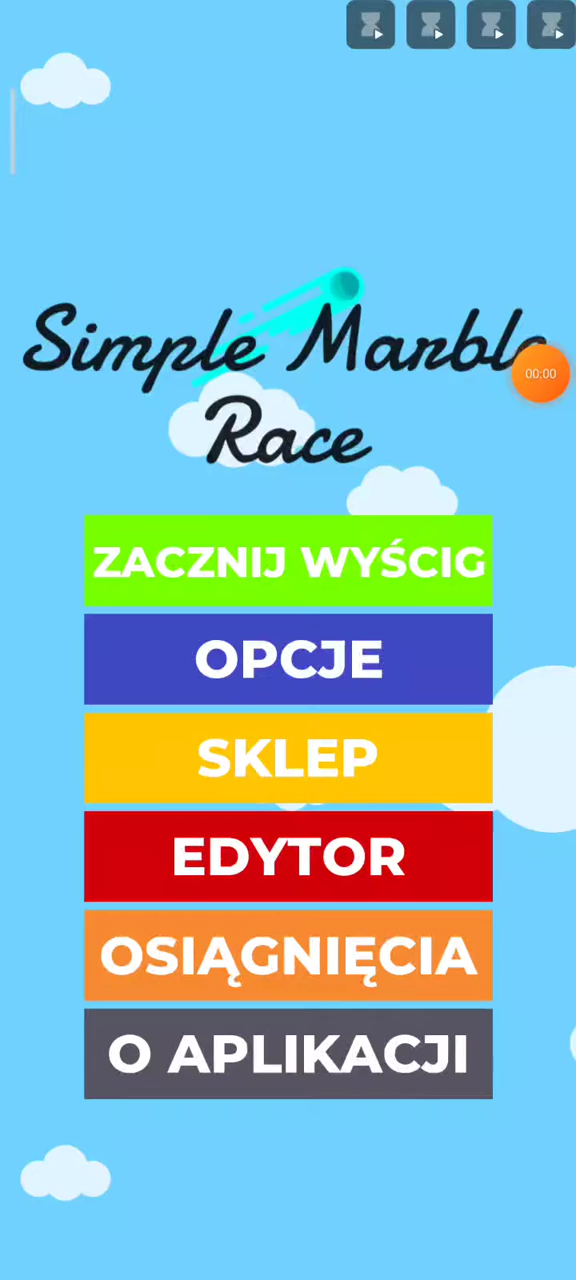 Simple Marble
00:00
Race
ZACZNIJ WYŚCIG
OPCJE
SKLEP
EDYTOR
OSIĄGNIĘCIA
O APLIKACJI